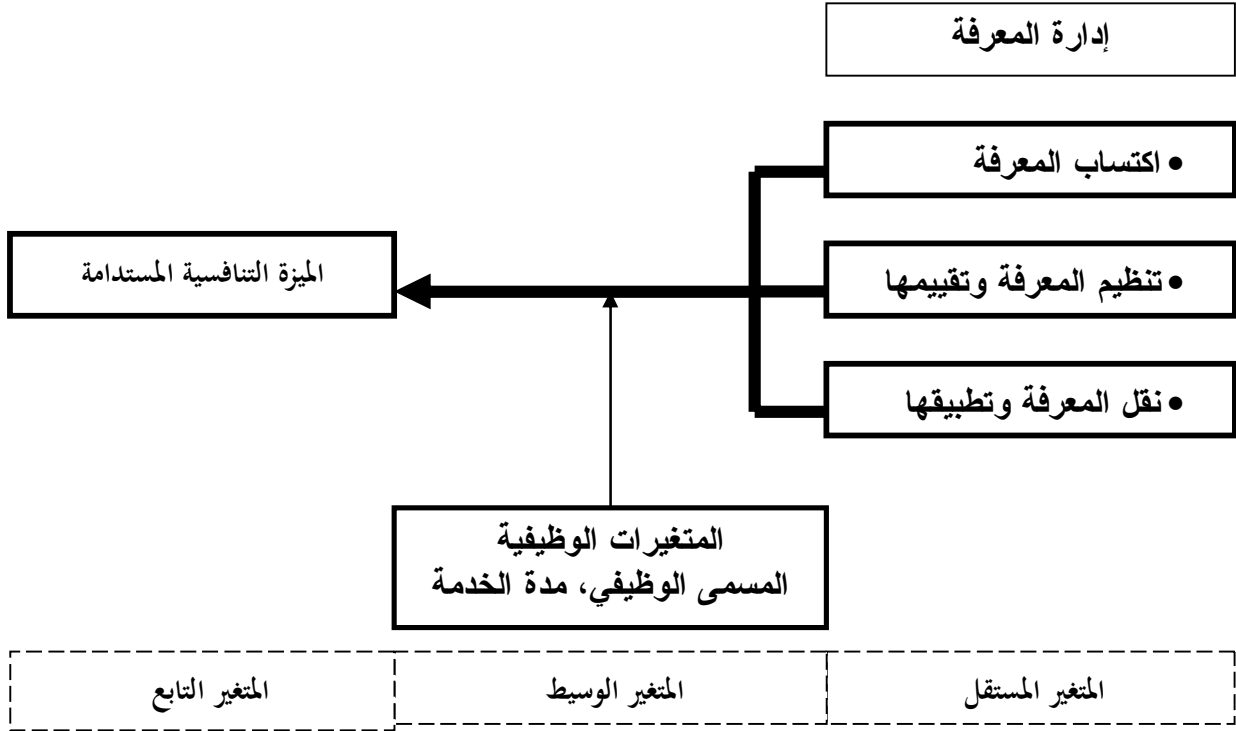 إدارة المعرفة
• اكتساب المعرفة
• تنظيم المعرفة وتقييمها
• نقل المعرفة وتطبيقها
الميزة التنافسية المستدامة
المتغيرات الوظيفية
المسمى الوظيفي، مدة الخدمة
المتغير المستقل
المتغير الوسيط
المتغير التابع